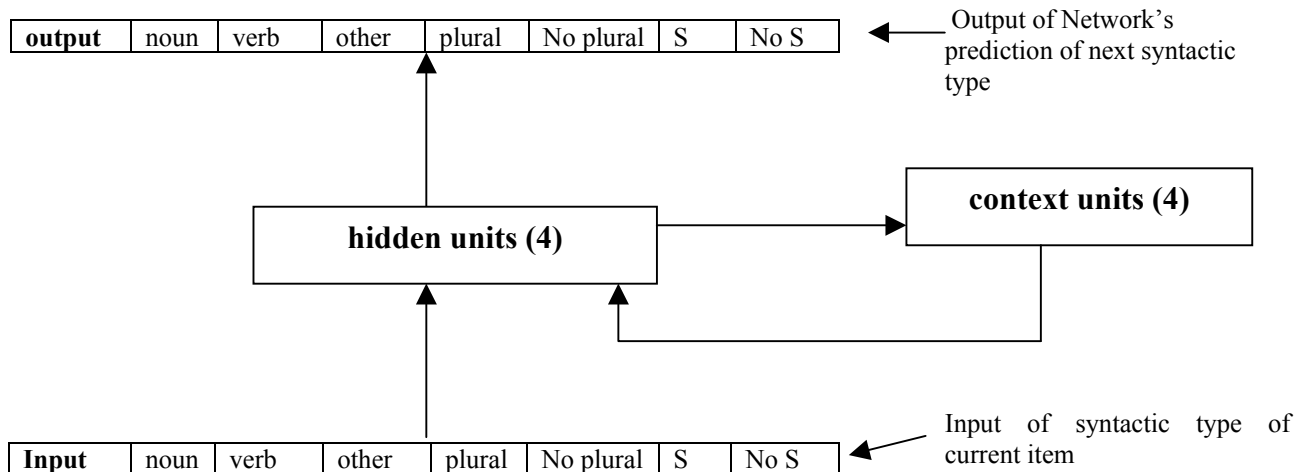 output noun verb other plural No plural S No S
Output of Network’s
prediction of next syntactic
type
context units (4)
hidden units (4)
Input of syntactic type of
current item
Input noun verb other plural No plural S No S